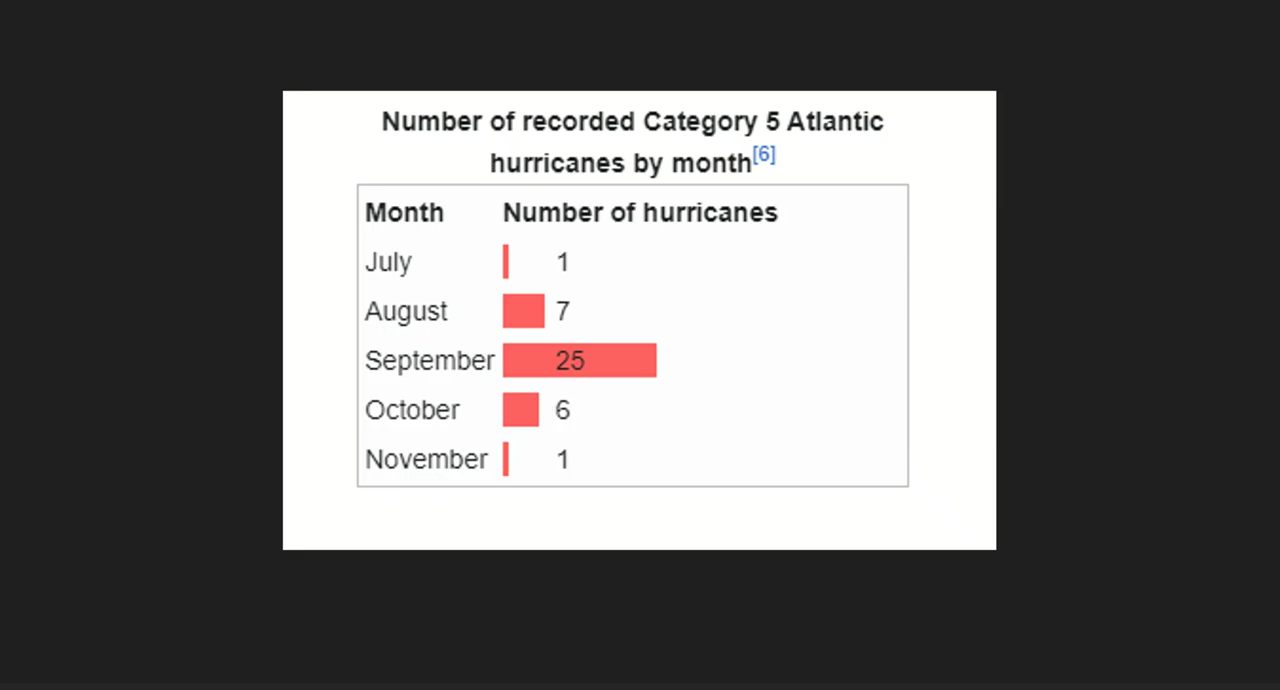 Number of recorded Category 5 Atlantic
hurricanes by month[6]
Month Number of hurricanes
July 1
August 7
September 25
October 6
November 1